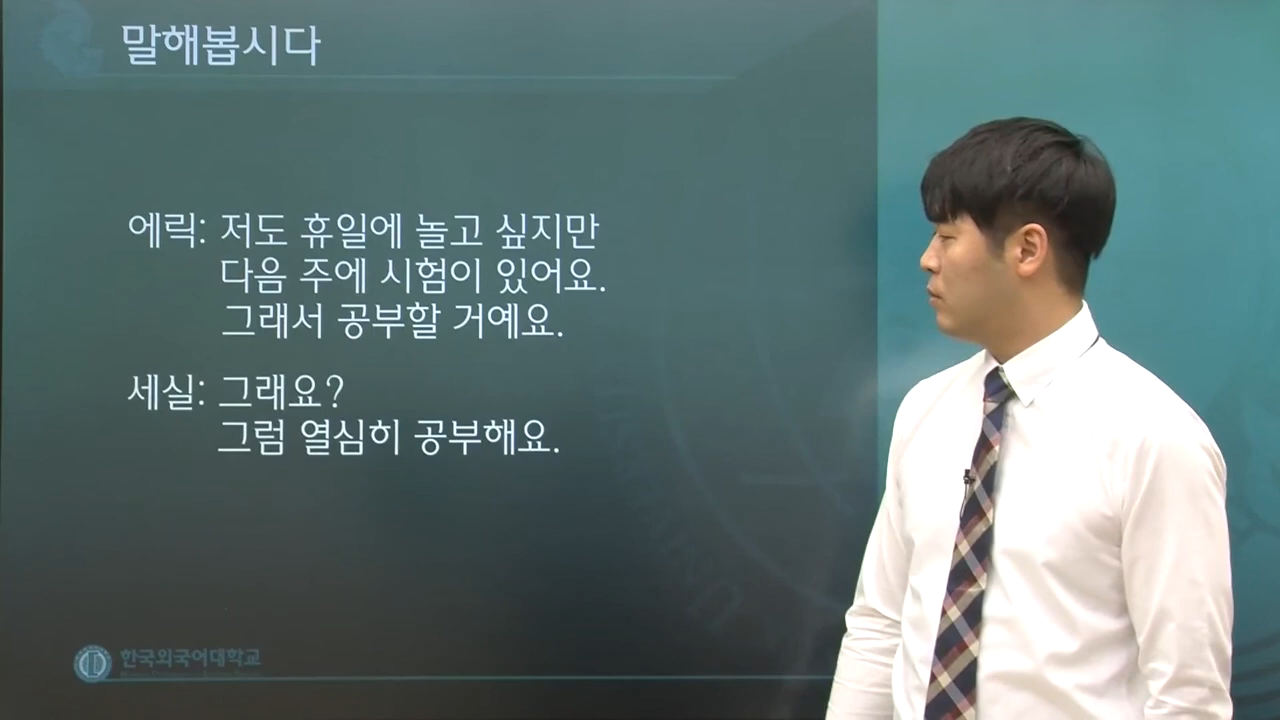 말해봅시다
에릭: 저도 휴일에 놀고 싶지만
다음 주에 시험이 있어요.
그래서 공부할 거예요.
세실: 그래요?
그럼 열심히 공부해요.
한국외국어대학교